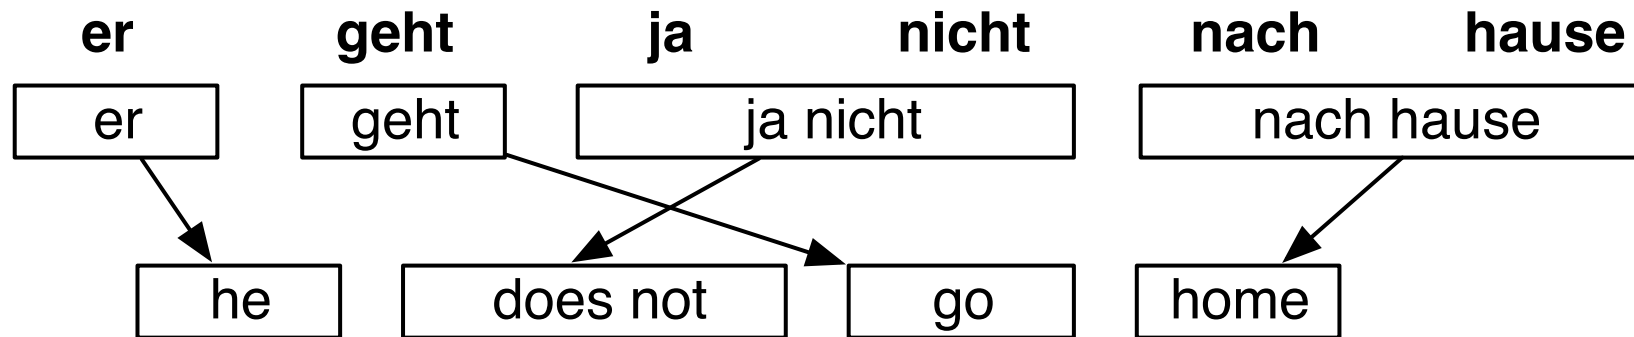 er geht ja nicht nach hause
er geht ja nicht nach hause
he does not go home